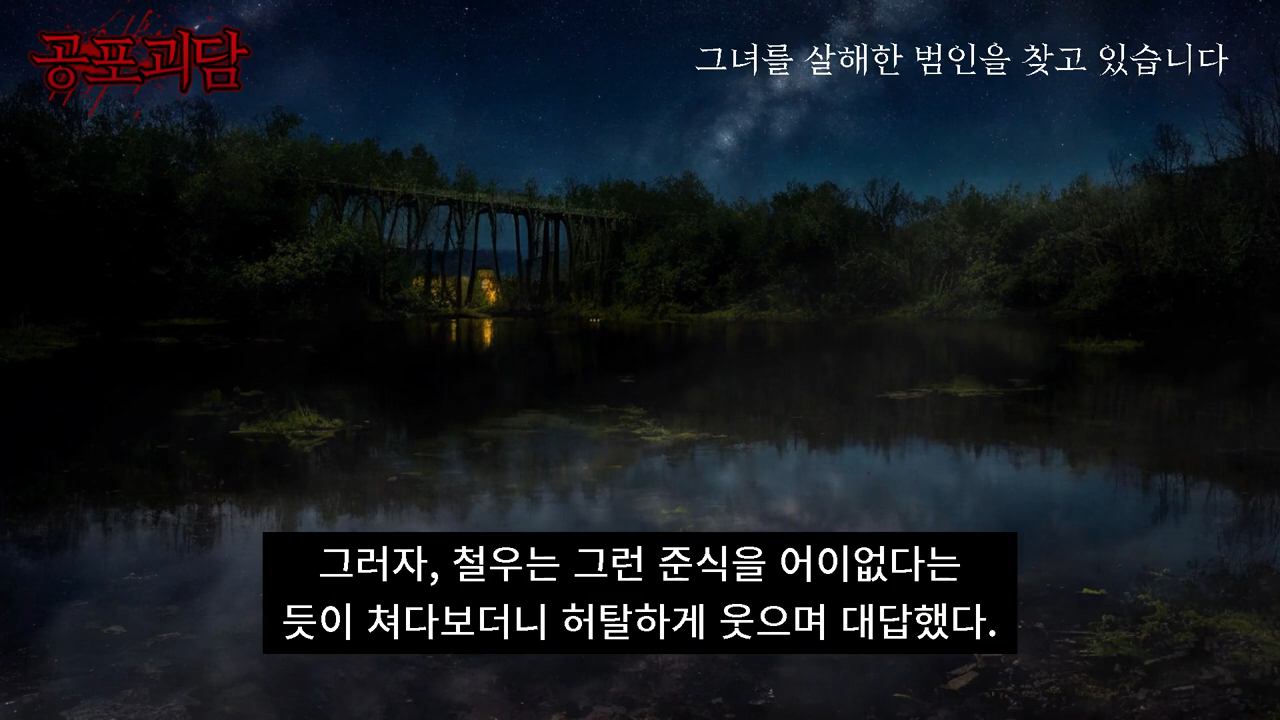 공포괴담
그녀를 살해한 범인을 찾고 있습니다
그러자, 철우는 그런 준식을 어이없다는
듯이 쳐다보더니 허탈하게 웃으며 대답했다.